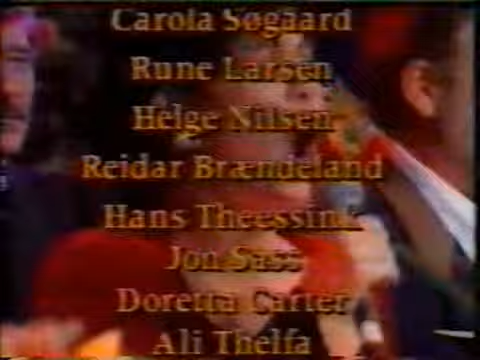 Carola Søgaard
Rune Larsen
Helge Nilsen
Reidar Brændeland
Hans Theessink
Jon Sass
Doretta Carter
Ali Thelfa